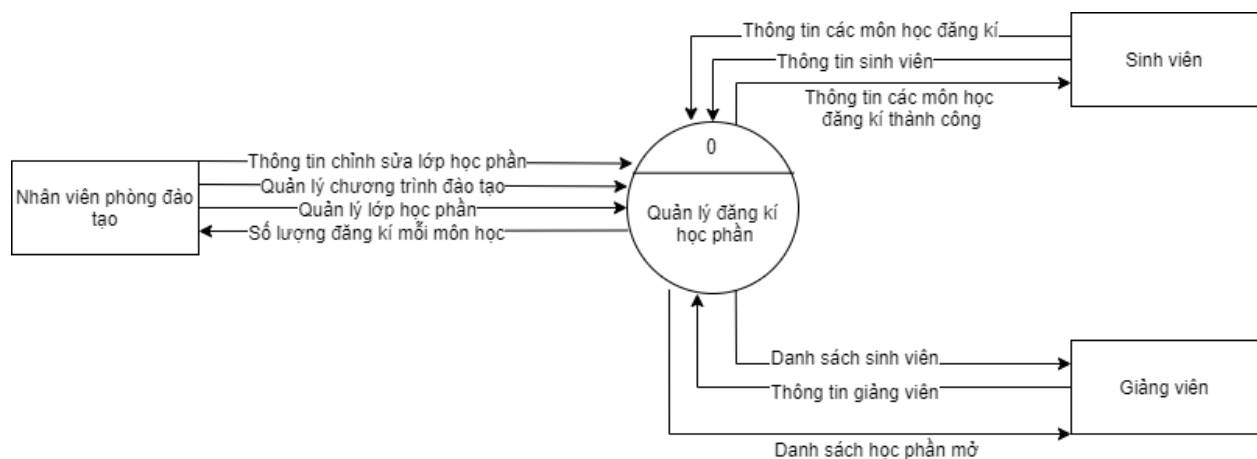 Thông tin các môn học đăng kí
Thông tin sinh viên
Thông tin các môn học
đăng kí thành công
Sinh viên
0
Quản lý đăng kí
học phần
Nhân viên phòng đào
tạo
Thông tin chỉnh sửa lớp học phần
Quản lý chương trình đào tạo
Quản lý lớp học phần
Số lượng đăng kí mỗi môn học
Danh sách sinh viên
Thông tin giảng viên
Danh sách học phần mở
Giảng viên